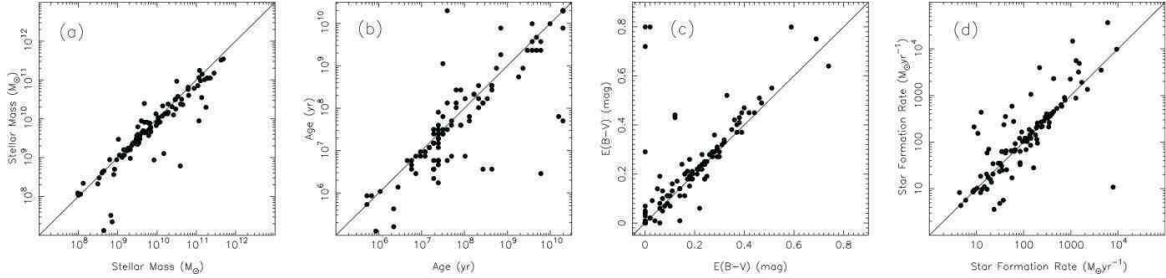 (a)
Stellar Mass (M⊙)
10¹²
10¹¹
10¹⁰
10⁹
10⁸
10⁸ 10⁹ 10¹⁰ 10¹¹ 10¹²
Stellar Mass (M⊙)
(b)
Age (yr)
10¹⁰
10⁹
10⁸
10⁷
10⁶
10⁶ 10⁷ 10⁸ 10⁹ 10¹⁰
Age (yr)
(c)
E(B−V) (mag)
0.8
0.6
0.4
0.2
0
0 0.2 0.4 0.6 0.8
E(B−V) (mag)
(d)
Star Formation Rate (M⊙yr⁻¹)
10⁴
1000
100
10
10 100 1000 10⁴
Star Formation Rate (M⊙yr⁻¹)